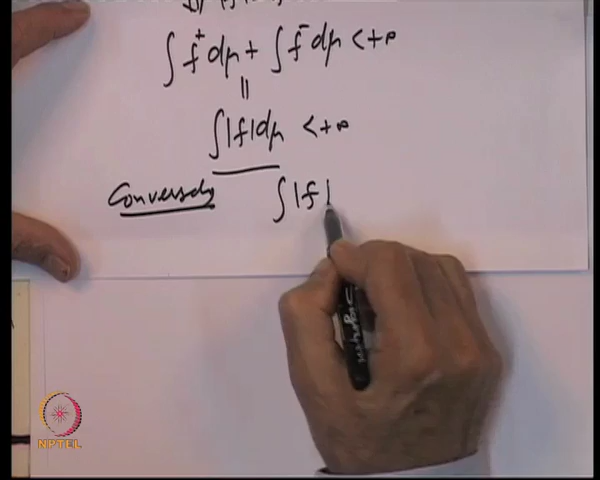 ∫ f⁺ dμ + ∫ f⁻ dμ < +∞
||
∫ |f| dμ < +∞
Conversely ∫ |f|
NPTEL